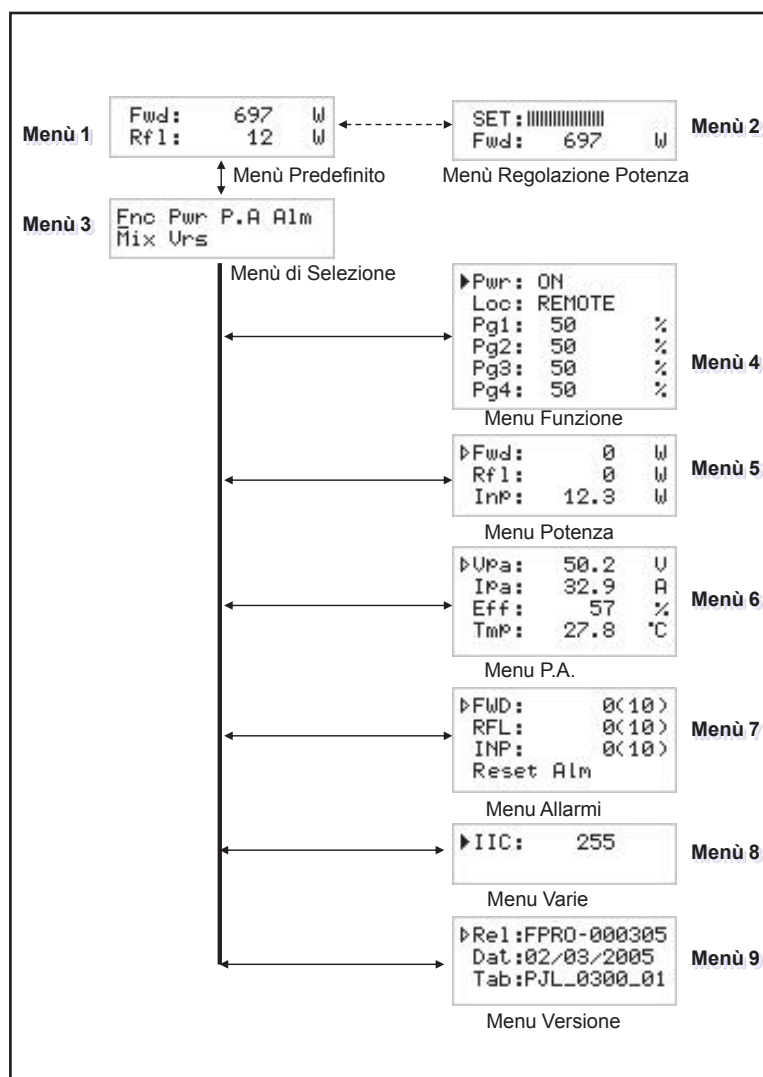 Menù 1
Fwd: 697 W
Rfl: 12 W
SET:
Fwd: 697 W
Menù 2
Menù Predefinito
Menù Regolazione Potenza
Menù 3
Fnc Pwr P.A Alm
Mix Vrs
Menù di Selezione
Pwr: ON
Loc: REMOTE
Pg1: 50 %
Pg2: 50 %
Pg3: 50 %
Pg4: 50 %
Menù 4
Menu Funzione
Fwd: 0 W
Rfl: 0 W
Inp: 12.3 W
Menù 5
Menu Potenza
Vpa: 50.2 V
Ipa: 32.9 A
Eff: 57 %
Tmp: 27.8 °C
Menù 6
Menu P.A.
FWD: 0(10)
RFL: 0(10)
INP: 0(10)
Reset Alm
Menù 7
Menu Allarmi
IIC: 255
Menù 8
Menu Varie
Rel:FPRO-000305
Dat:02/03/2005
Tab:PJL_0300_01
Menù 9
Menu Versione